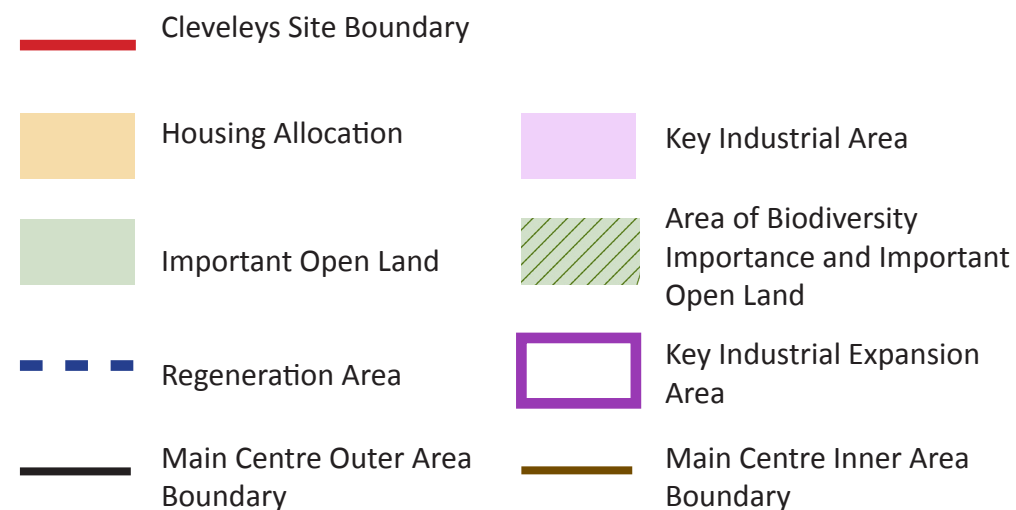 Cleveleys Site Boundary
Housing Allocation
Key Industrial Area
Important Open Land
Area of Biodiversity
Importance and Important
Open Land
Regeneration Area
Key Industrial Expansion
Area
Main Centre Outer Area
Boundary
Main Centre Inner Area
Boundary